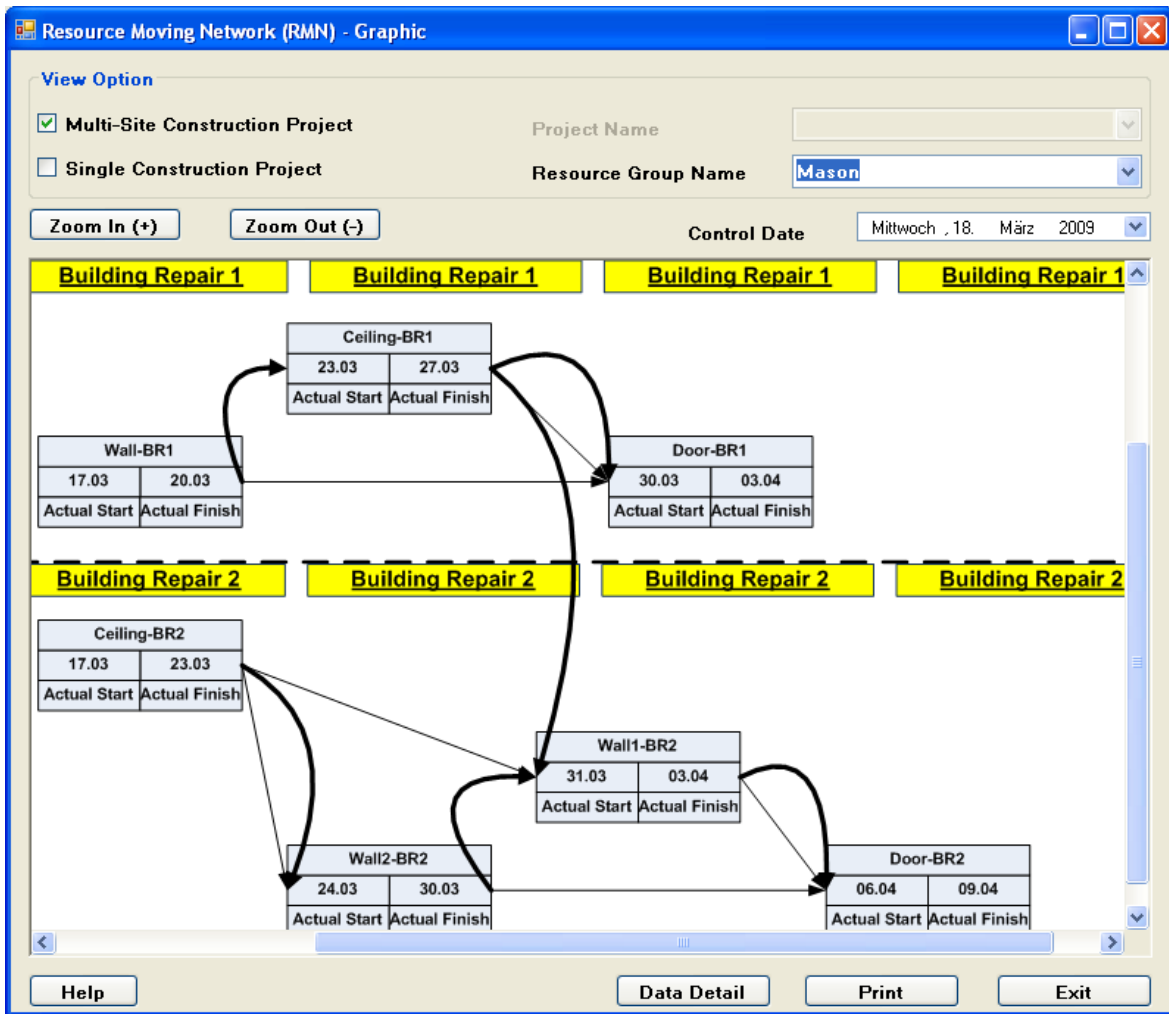 Resource Moving Network (RMN) - Graphic
View Option
Multi-Site Construction Project
Project Name
Single Construction Project
Resource Group Name
Mason
Zoom In (+)
Zoom Out (-)
Control Date
Mittwoch , 18. März 2009
Building Repair 1
Building Repair 1
Building Repair 1
Building Repair 1
Ceiling-BR1
23.03 27.03
Actual Start Actual Finish
Wall-BR1
17.03 20.03
Actual Start Actual Finish
Door-BR1
30.03 03.04
Actual Start Actual Finish
Building Repair 2
Building Repair 2
Building Repair 2
Building Repair 2
Ceiling-BR2
17.03 23.03
Actual Start Actual Finish
Wall1-BR2
31.03 03.04
Actual Start Actual Finish
Wall2-BR2
24.03 30.03
Actual Start Actual Finish
Door-BR2
06.04 09.04
Actual Start Actual Finish
Help
Data Detail
Print
Exit